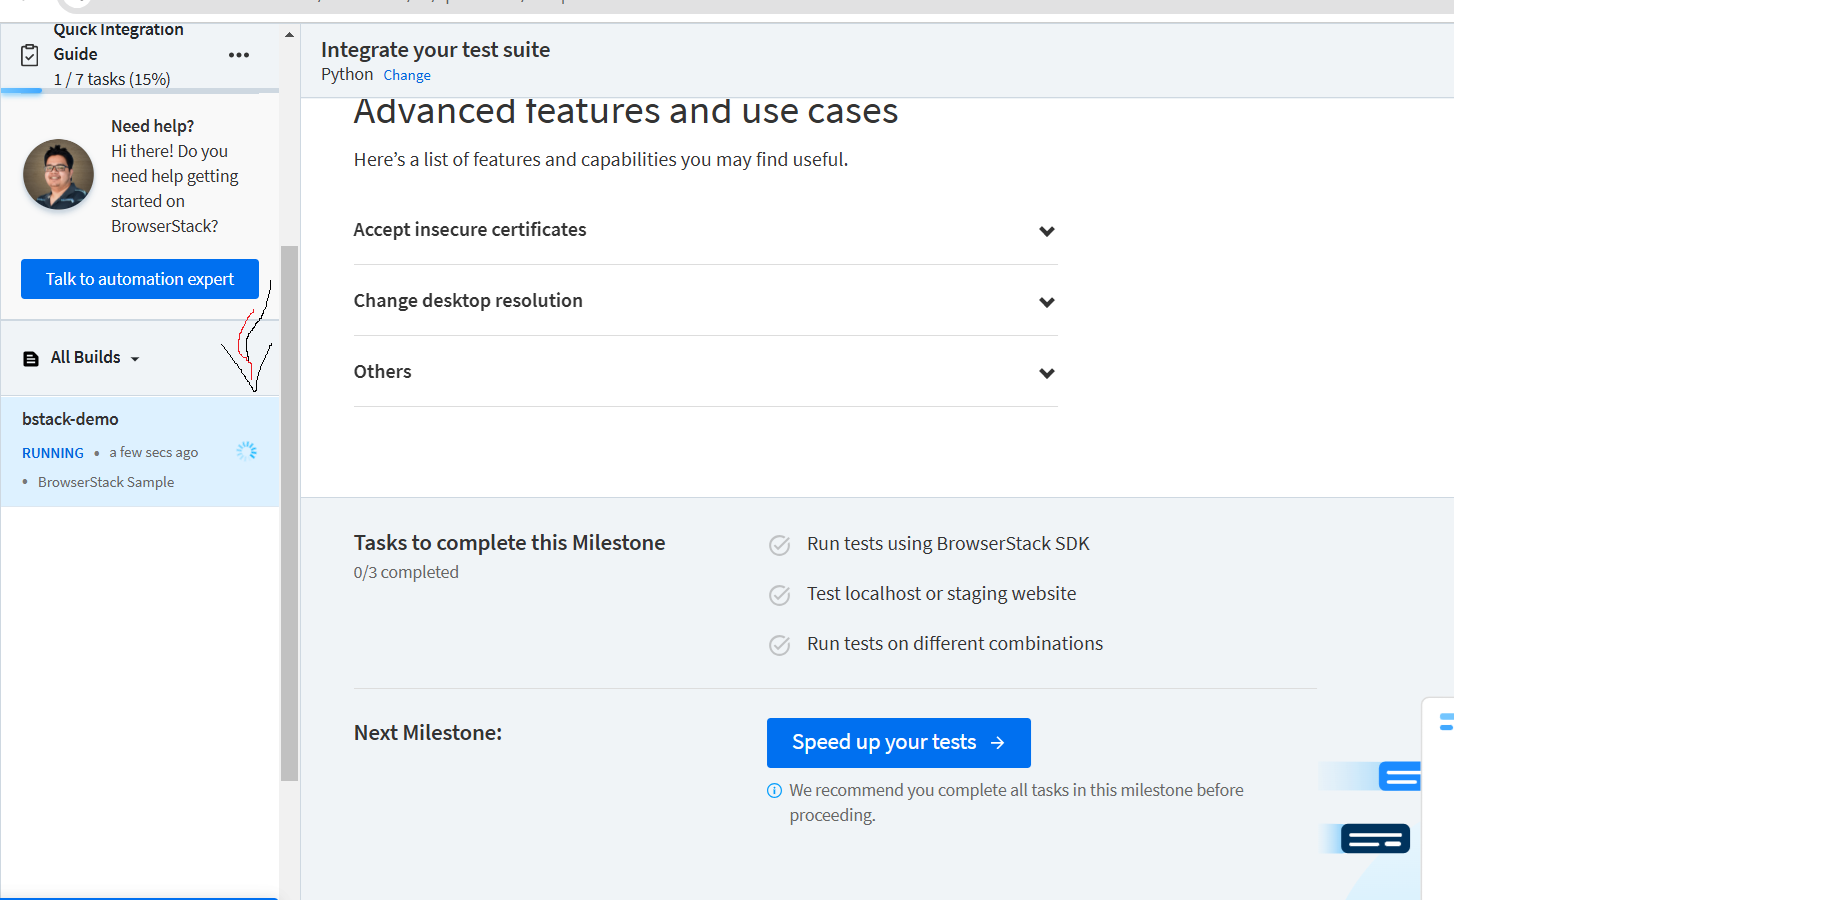 Quick Integration
Guide
1 / 7 tasks (15%)
Need help?
Hi there! Do you
need help getting
started on
BrowserStack?
Talk to automation expert
All Builds
bstack-demo
RUNNING • a few secs ago
• BrowserStack Sample
Integrate your test suite
Python Change
Advanced features and use cases
Here’s a list of features and capabilities you may find useful.
Accept insecure certificates
Change desktop resolution
Others
Tasks to complete this Milestone
0/3 completed
Run tests using BrowserStack SDK
Test localhost or staging website
Run tests on different combinations
Next Milestone:
Speed up your tests →
We recommend you complete all tasks in this milestone before
proceeding.